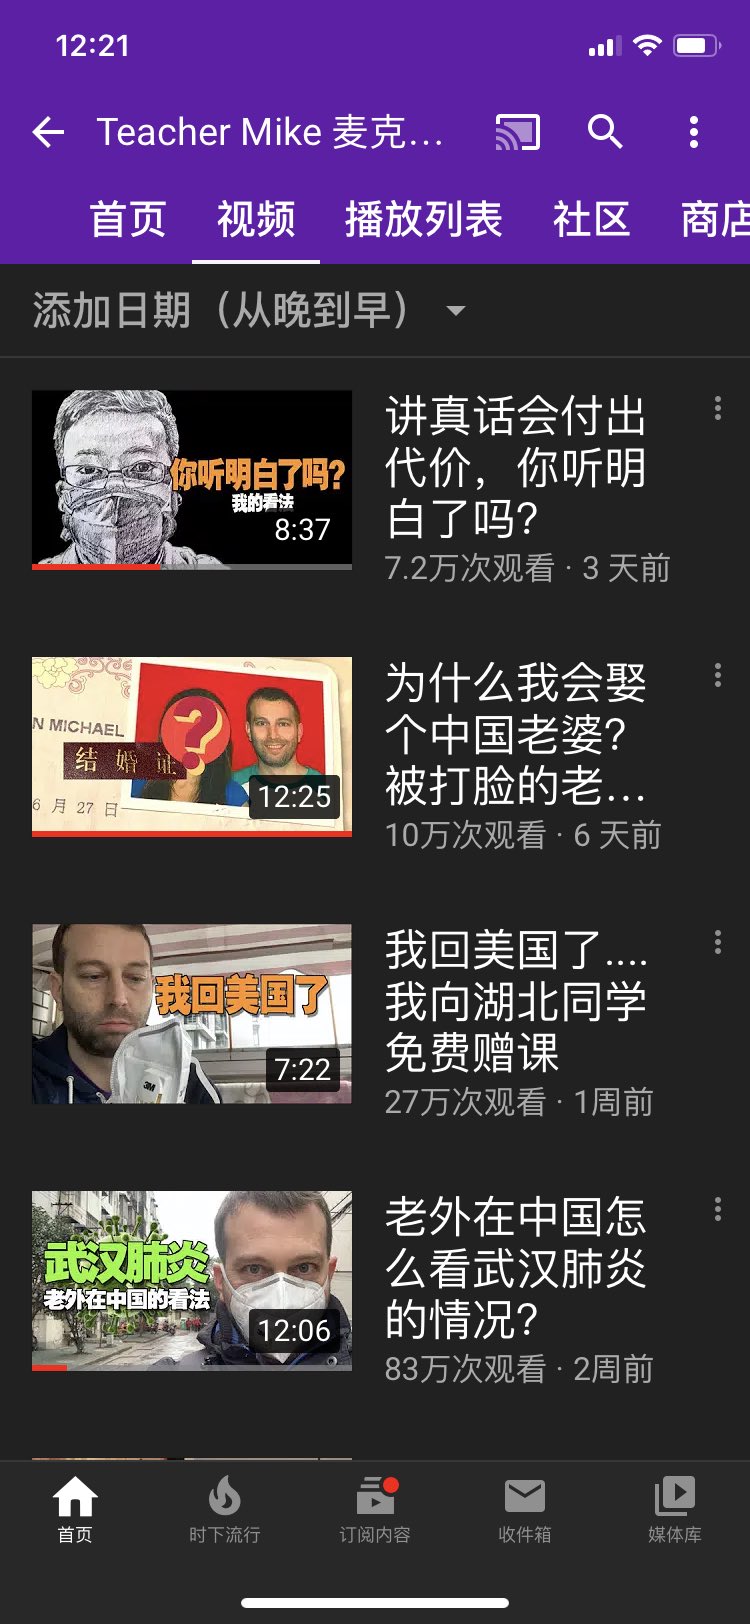 12:21
Teacher Mike 麦克…
首页 视频 播放列表 社区 商店
添加日期（从晚到早）
你听明白了吗?
我的看法
8:37
讲真话会付出
代价，你听明
白了吗?
7.2万次观看 · 3 天前
N MICHAEL
结婚证
6 月 27 日
12:25
为什么我会娶
个中国老婆?
被打脸的老…
10万次观看 · 6 天前
我回美国了
3M
7:22
我回美国了....
我向湖北同学
免费赠课
27万次观看 · 1周前
武汉肺炎
老外在中国的看法
12:06
老外在中国怎
么看武汉肺炎
的情况?
83万次观看 · 2周前
首页 时下流行 订阅内容 收件箱 媒体库